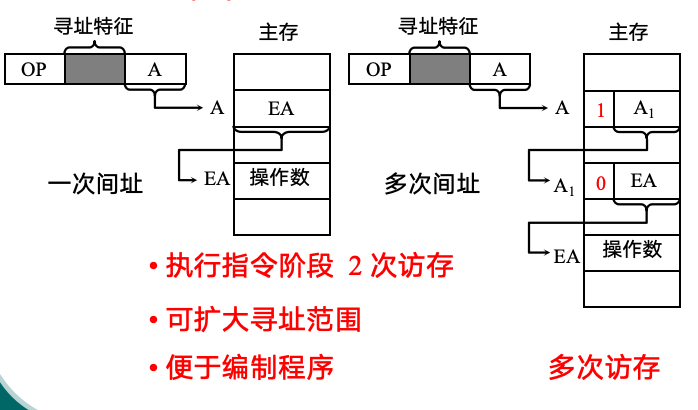 寻址特征
主存
OP
A
A
EA
EA
操作数
一次间址
寻址特征
主存
OP
A
A
1
A1
A1
0
EA
EA
操作数
多次间址
• 执行指令阶段 2 次访存
• 可扩大寻址范围
• 便于编制程序
多次访存